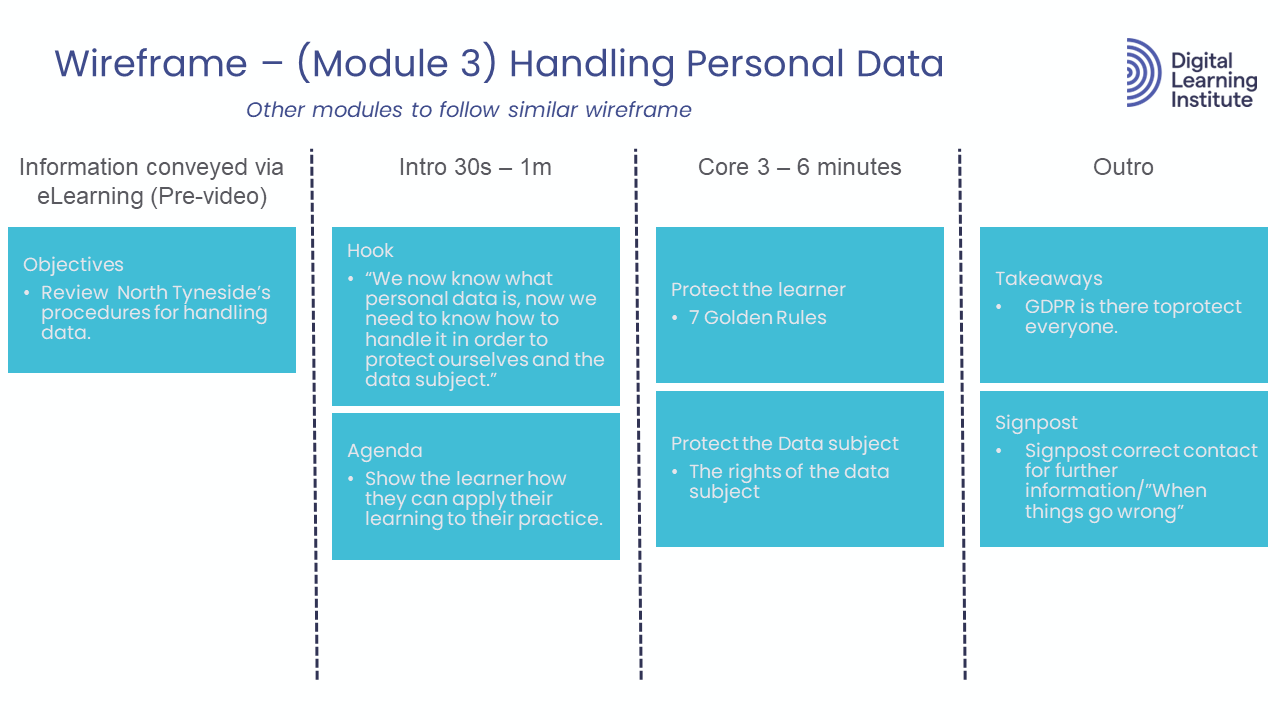 Wireframe – (Module 3) Handling Personal Data
Other modules to follow similar wireframe
Digital
Learning
Institute
Information conveyed via
eLearning (Pre-video)
Objectives
• Review North Tyneside’s
procedures for handling
data.
Intro 30s – 1m
Hook
• “We now know what
personal data is, now we
need to know how to
handle it in order to
protect ourselves and the
data subject.”
Agenda
• Show the learner how
they can apply their
learning to their practice.
Core 3 – 6 minutes
Protect the learner
• 7 Golden Rules
Protect the Data subject
• The rights of the data
subject
Outro
Takeaways
• GDPR is there toprotect
everyone.
Signpost
• Signpost correct contact
for further
information/”When
things go wrong”